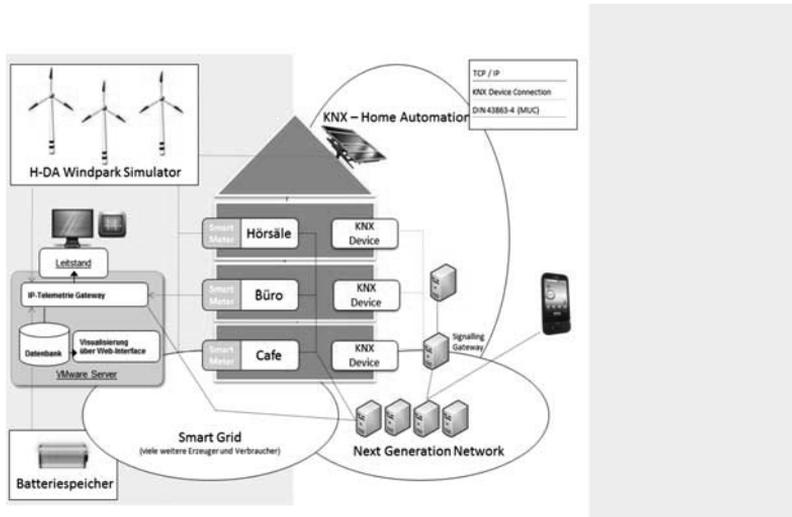 TCP / IP
KNX Device Connection
DIN 43863-4 (MUC)
KNX – Home Automation
H-DA Windpark Simulator
Smart
Meter
Hörsäle
KNX
Device
Leitstand
IP-Telemetrie Gateway
Smart
Meter
Büro
KNX
Device
Datenbank
Visualisierung
über Web-Interface
VMware Server
Smart
Meter
Cafe
KNX
Device
Signalling
Gateway
Smart Grid
(viele weitere Erzeuger und Verbraucher)
Next Generation Network
Batteriespeicher